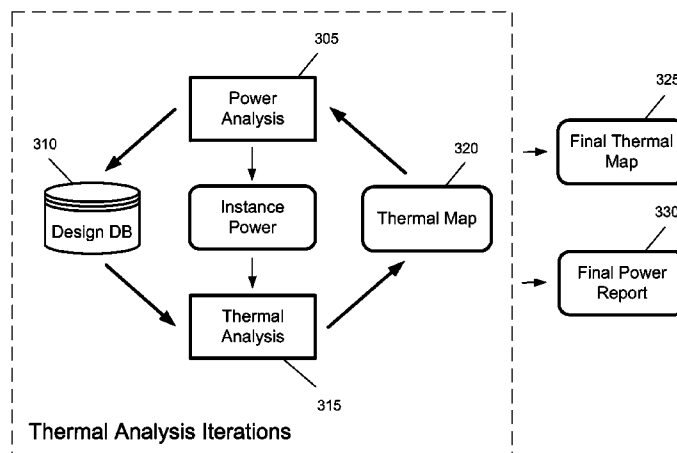 305
Power
Analysis
325
Final Thermal
Map
310
320
Design DB
Instance
Power
Thermal Map
330
Final Power
Report
Thermal
Analysis
315
Thermal Analysis Iterations